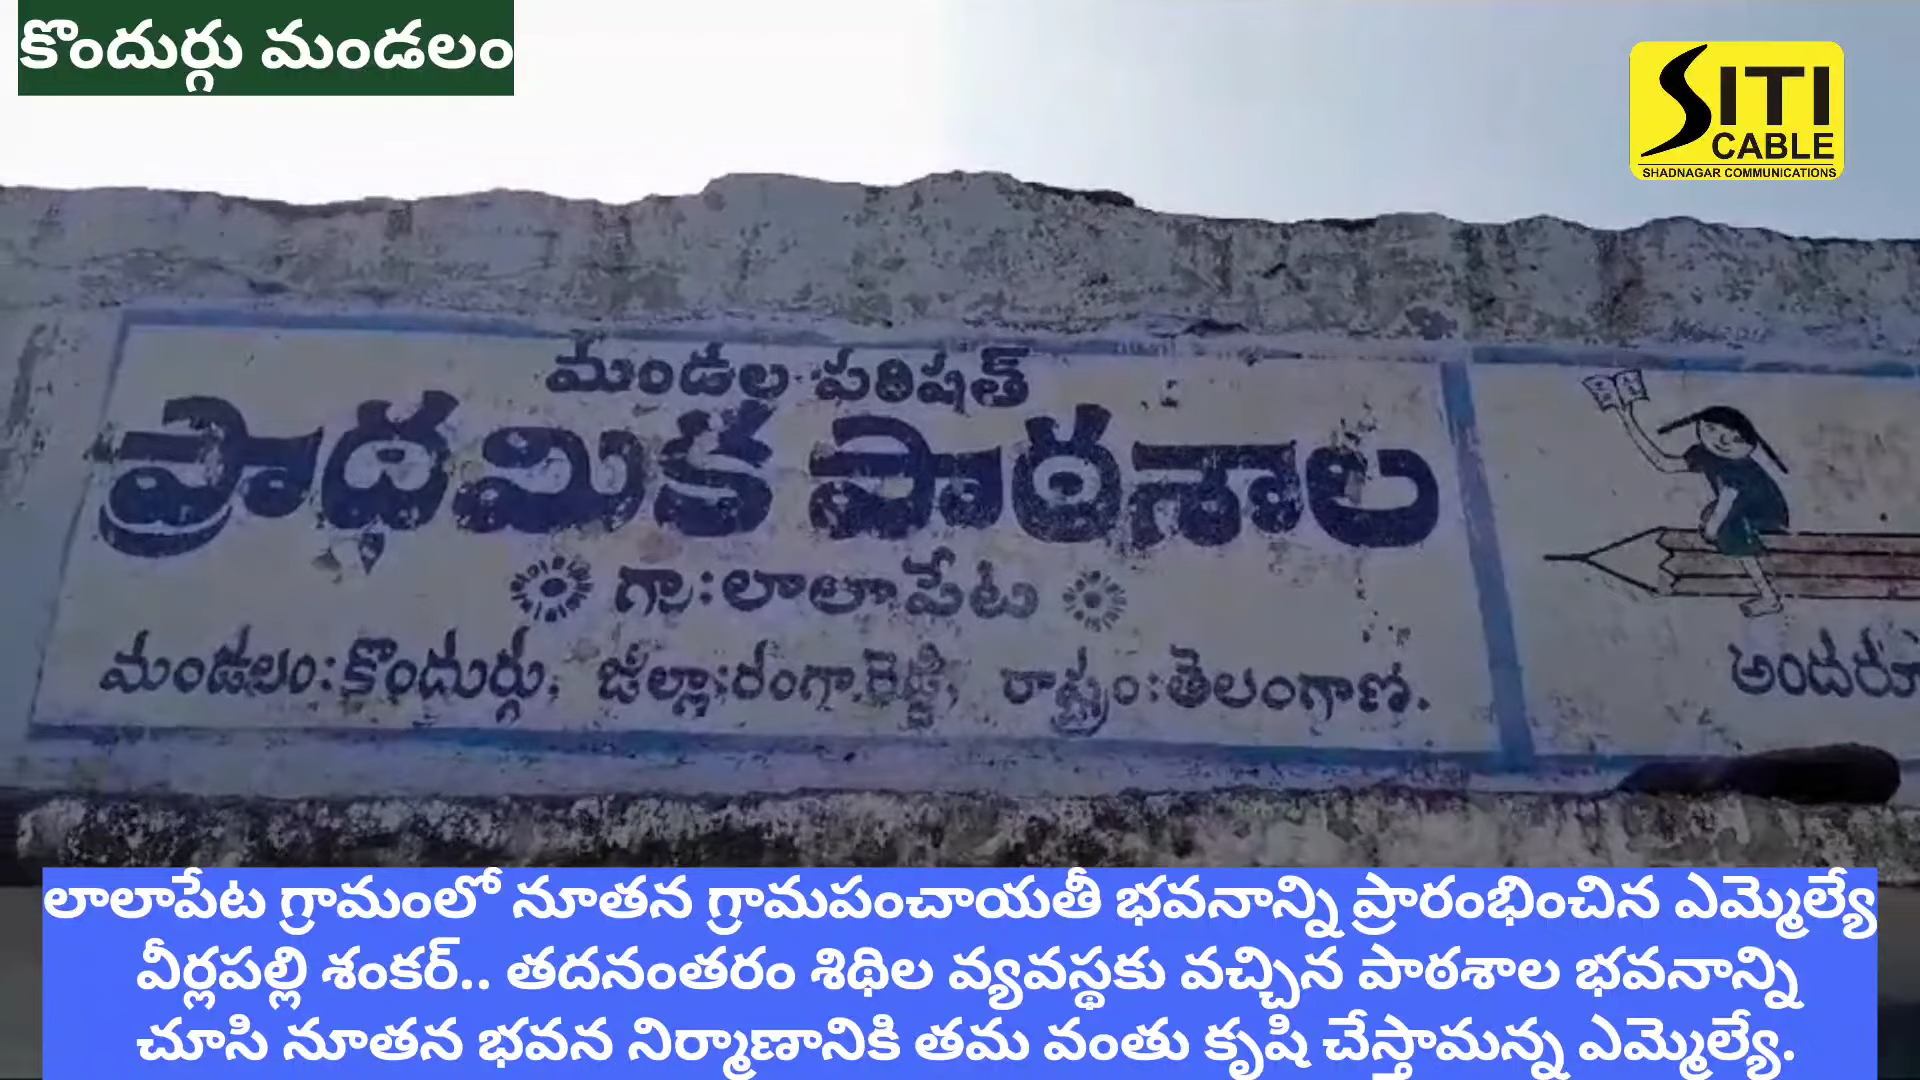 కొందుర్గు మండలం
SITI
CABLE
SHADNAGAR COMMUNICATIONS
మండల పరిషత్
ప్రాథమిక పాఠశాల
గ్రా: లాలాపేట
మండలం: కొందుర్గు, జిల్లా: రంగారెడ్డి, రాష్ట్రం: తెలంగాణ.
లాలాపేట గ్రామంలో నూతన గ్రామపంచాయతీ భవనాన్ని ప్రారంభించిన ఎమ్మెల్యే
వీర్లపల్లి శంకర్.. తదనంతరం శిథిల వ్యవస్థకు వచ్చిన పాఠశాల భవనాన్ని
చూసి నూతన భవన నిర్మాణానికి తమ వంతు కృషి చేస్తామన్న ఎమ్మెల్యే.